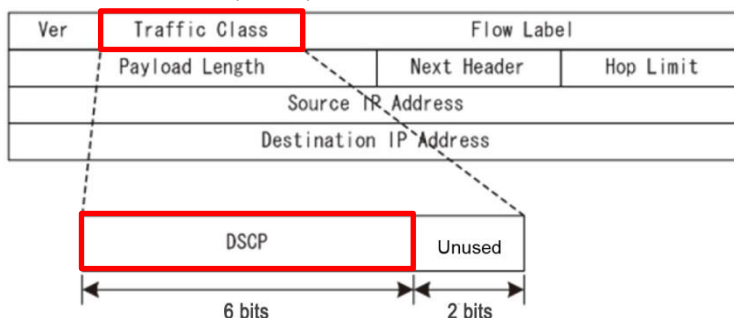 Ver Traffic Class Flow Label
Payload Length Next Header Hop Limit
Source IP Address
Destination IP Address
DSCP Unused
6 bits 2 bits